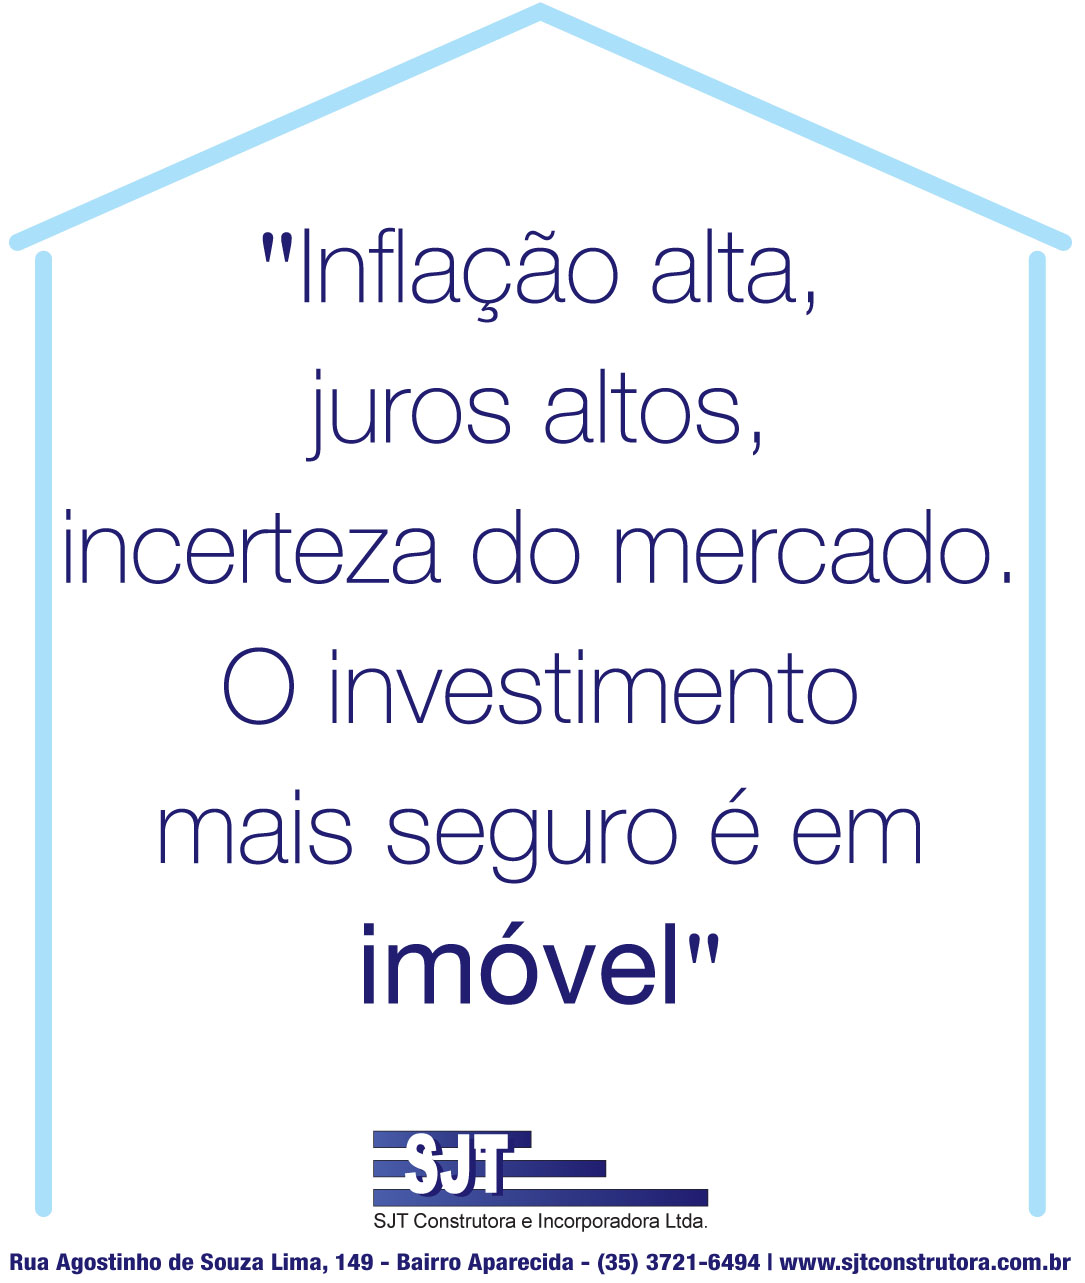 "Inflação alta,
juros altos,
incerteza do mercado.
O investimento
mais seguro é em
imóvel"
SJT
SJT Construtora e Incorporadora Ltda.
Rua Agostinho de Souza Lima, 149 - Bairro Aparecida - (35) 3721-6494 | www.sjtconstrutora.com.br